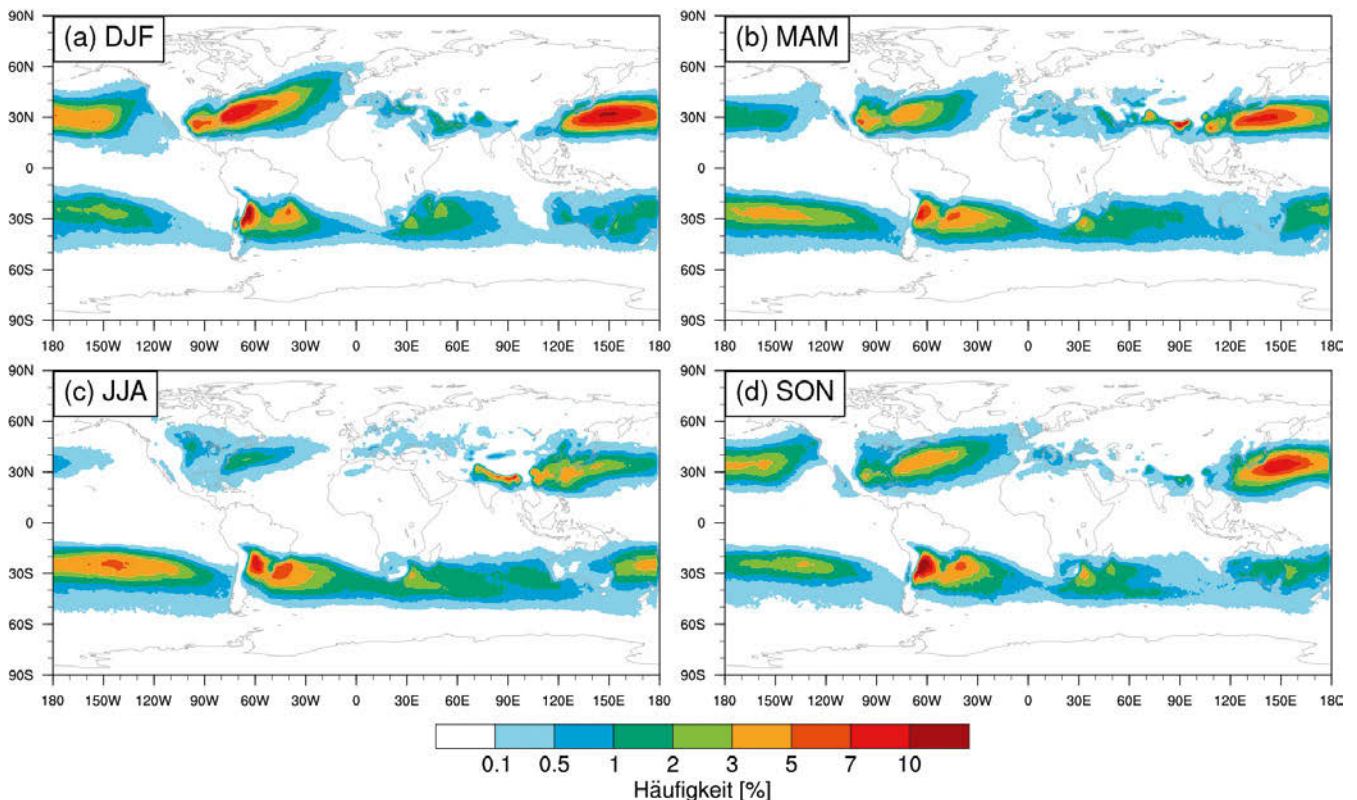 90N
60N
30N
0
30S
60S
90S
(a) DJF
180 150W 120W 90W 60W 30W 0 30E 60E 90E 120E 150E 180
90N
60N
30N
0
30S
60S
90S
(b) MAM
180 150W 120W 90W 60W 30W 0 30E 60E 90E 120E 150E 180
90N
60N
30N
0
30S
60S
90S
(c) JJA
180 150W 120W 90W 60W 30W 0 30E 60E 90E 120E 150E 180
90N
60N
30N
0
30S
60S
90S
(d) SON
180 150W 120W 90W 60W 30W 0 30E 60E 90E 120E 150E 180
0.1 0.5 1 2 3 5 7 10
Häufigkeit [%]